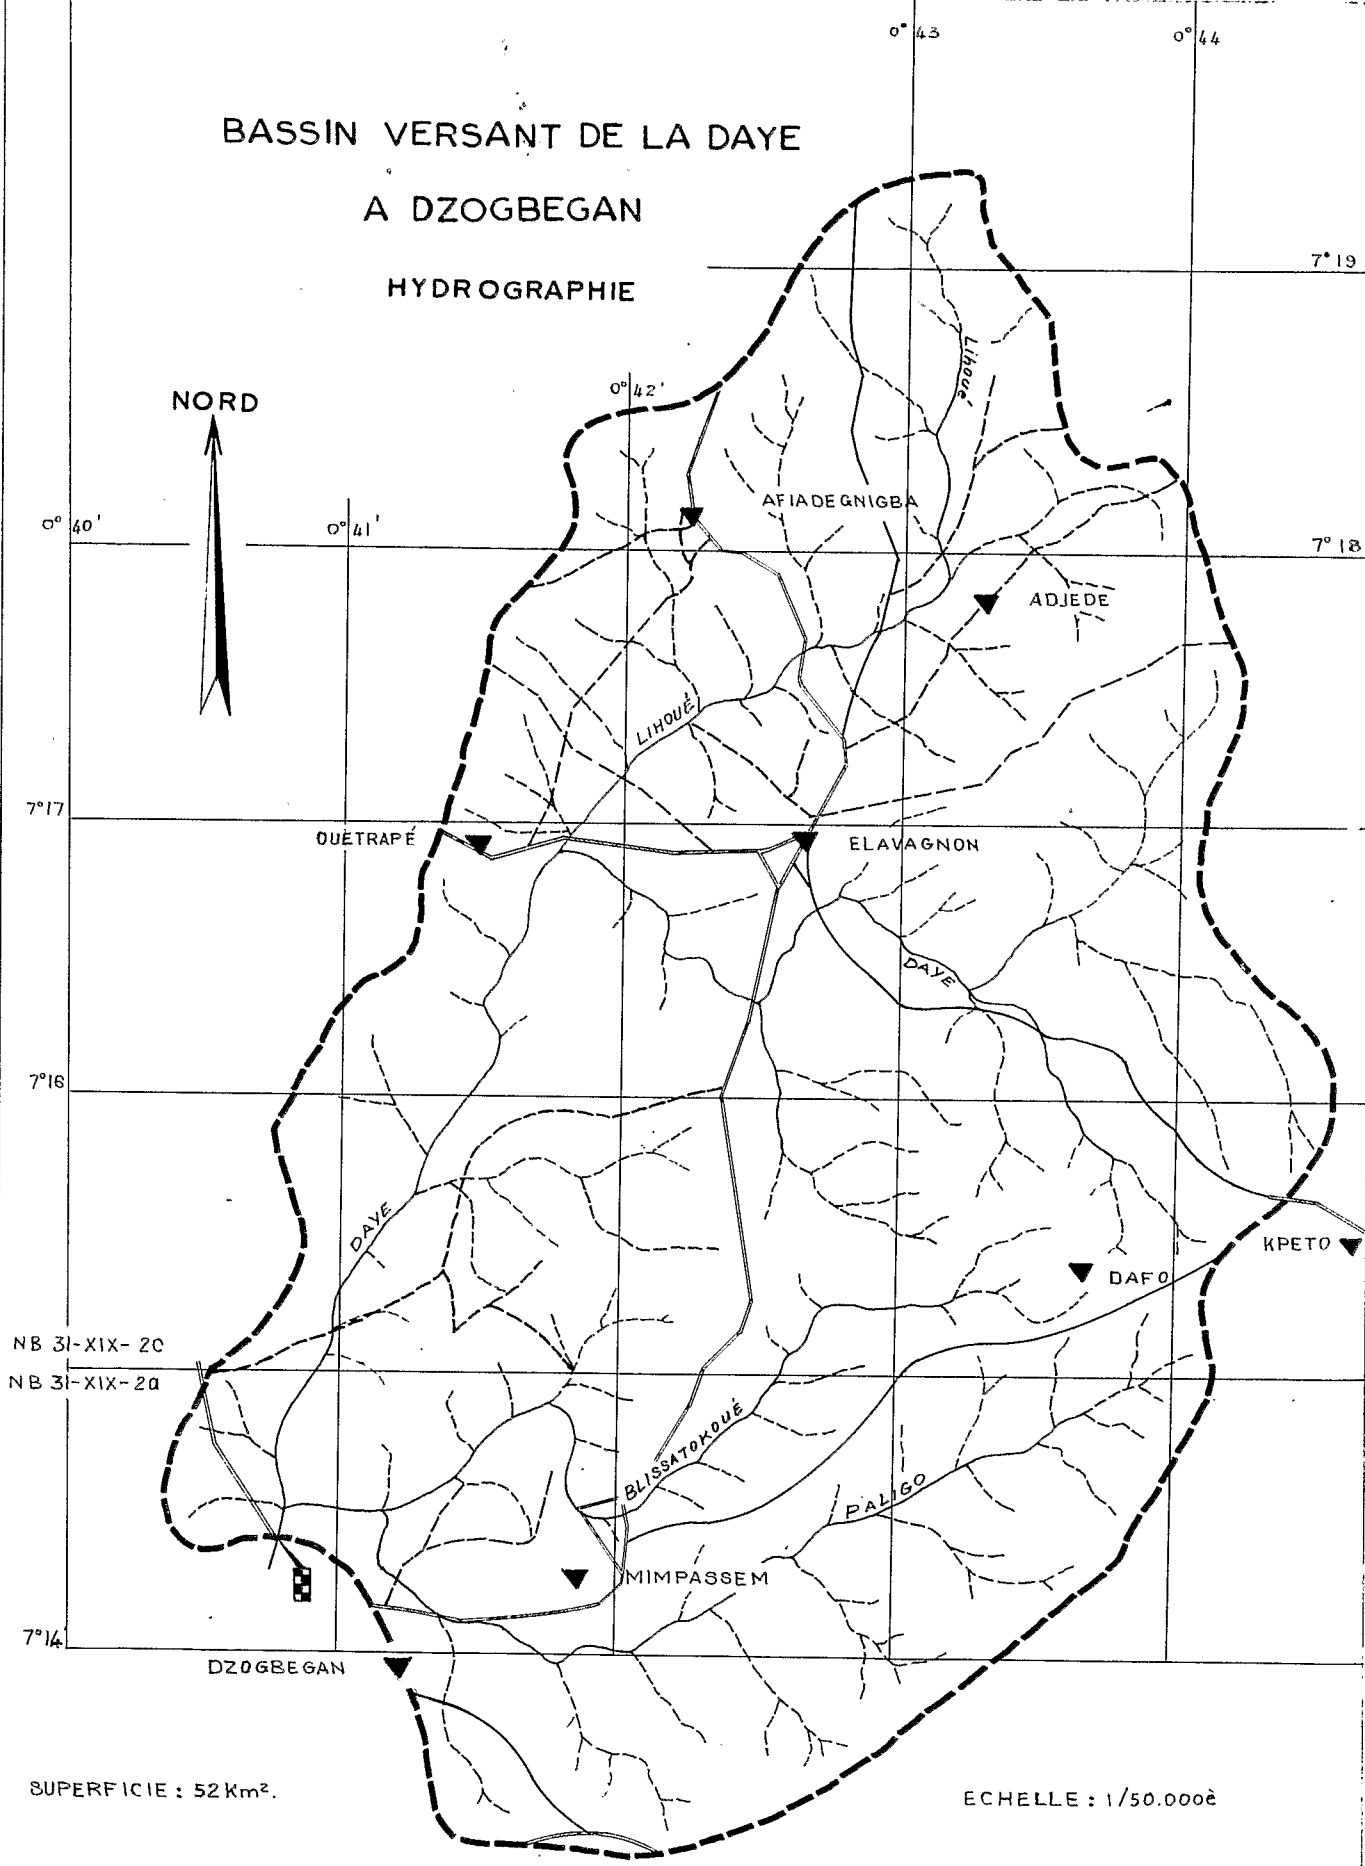 0° 43
0° 44
BASSIN VERSANT DE LA DAYE
A DZOGBEGAN
HYDROGRAPHIE
7° 19
Lihoué
0° 42'
NORD
AFIADEGNIGBA
0° 40'
0° 41'
7° 18
ADJEDE
LIHOUÉ
7°17
OUETRAPÉ
ELAVAGNON
DAYE
7°16
DAYE
KPETO
DAFO
NB 31-XIX-2c
NB 31-XIX-2a
BLISSATOKOUÉ
PALIGO
MIMPASSEM
7°14'
DZOGBEGAN
SUPERFICIE : 52 Km².
ECHELLE : 1/50.000è